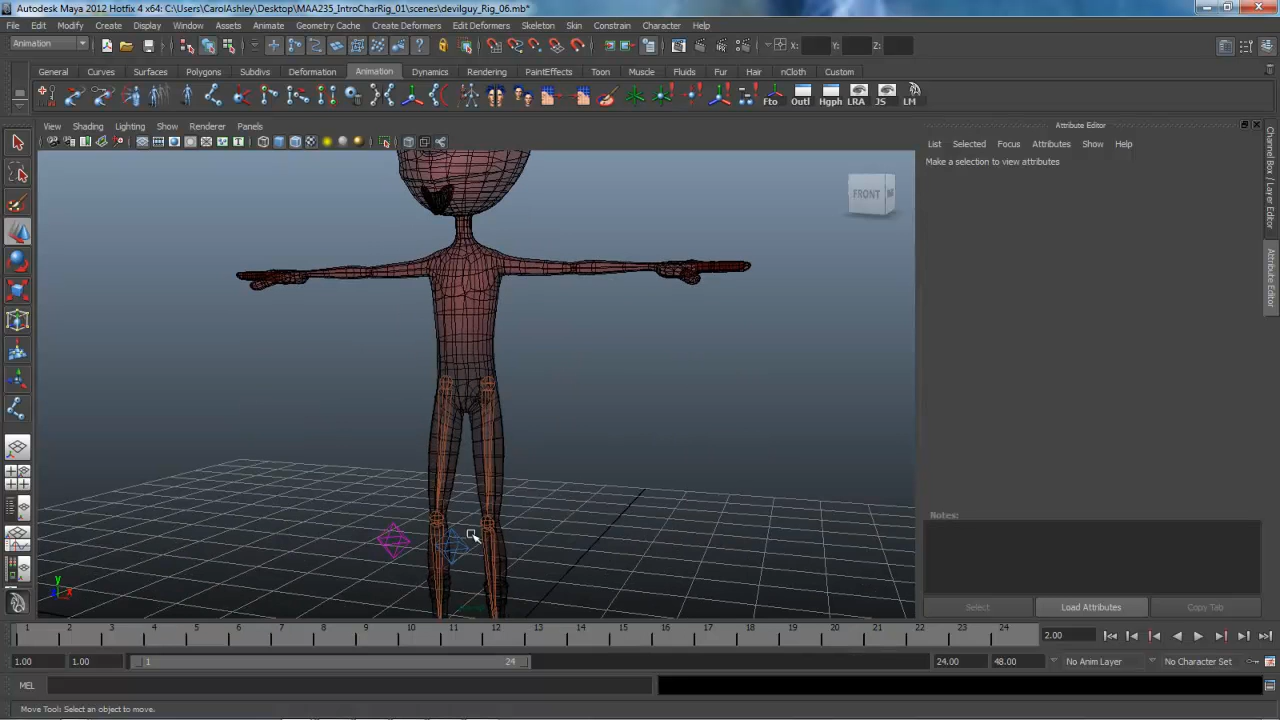 Autodesk Maya 2012 Hotfix 4 x64: C:\Users\CarolAshley\Desktop\MAA235_IntroCharRig_01\scenes\devilguy_Rig_06.mb*
File Edit Modify Create Display Window Assets Animate Geometry Cache Create Deformers Edit Deformers Skeleton Skin Constrain Character Help
Animation X: Y: Z:
General Curves Surfaces Polygons Subdivs Deformation Animation Dynamics Rendering PaintEffects Toon Muscle Fluids Fur Hair nCloth Custom
Fto Outl Hgph LRA JS LM
View Shading Lighting Show Renderer Panels
Attribute Editor
List Selected Focus Attributes Show Help
Make a selection to view attributes
Channel Box / Layer Editor
Attribute Editor
FRONT
Notes:
Select Load Attributes Copy Tab
y
x
1 2 3 4 5 6 7 8 9 10 11 12 13 14 15 16 17 18 19 20 21 22 23 24 2.00
1.00 1.00 1 24 24.00 48.00 No Anim Layer No Character Set
MEL
Move Tool: Select an object to move.